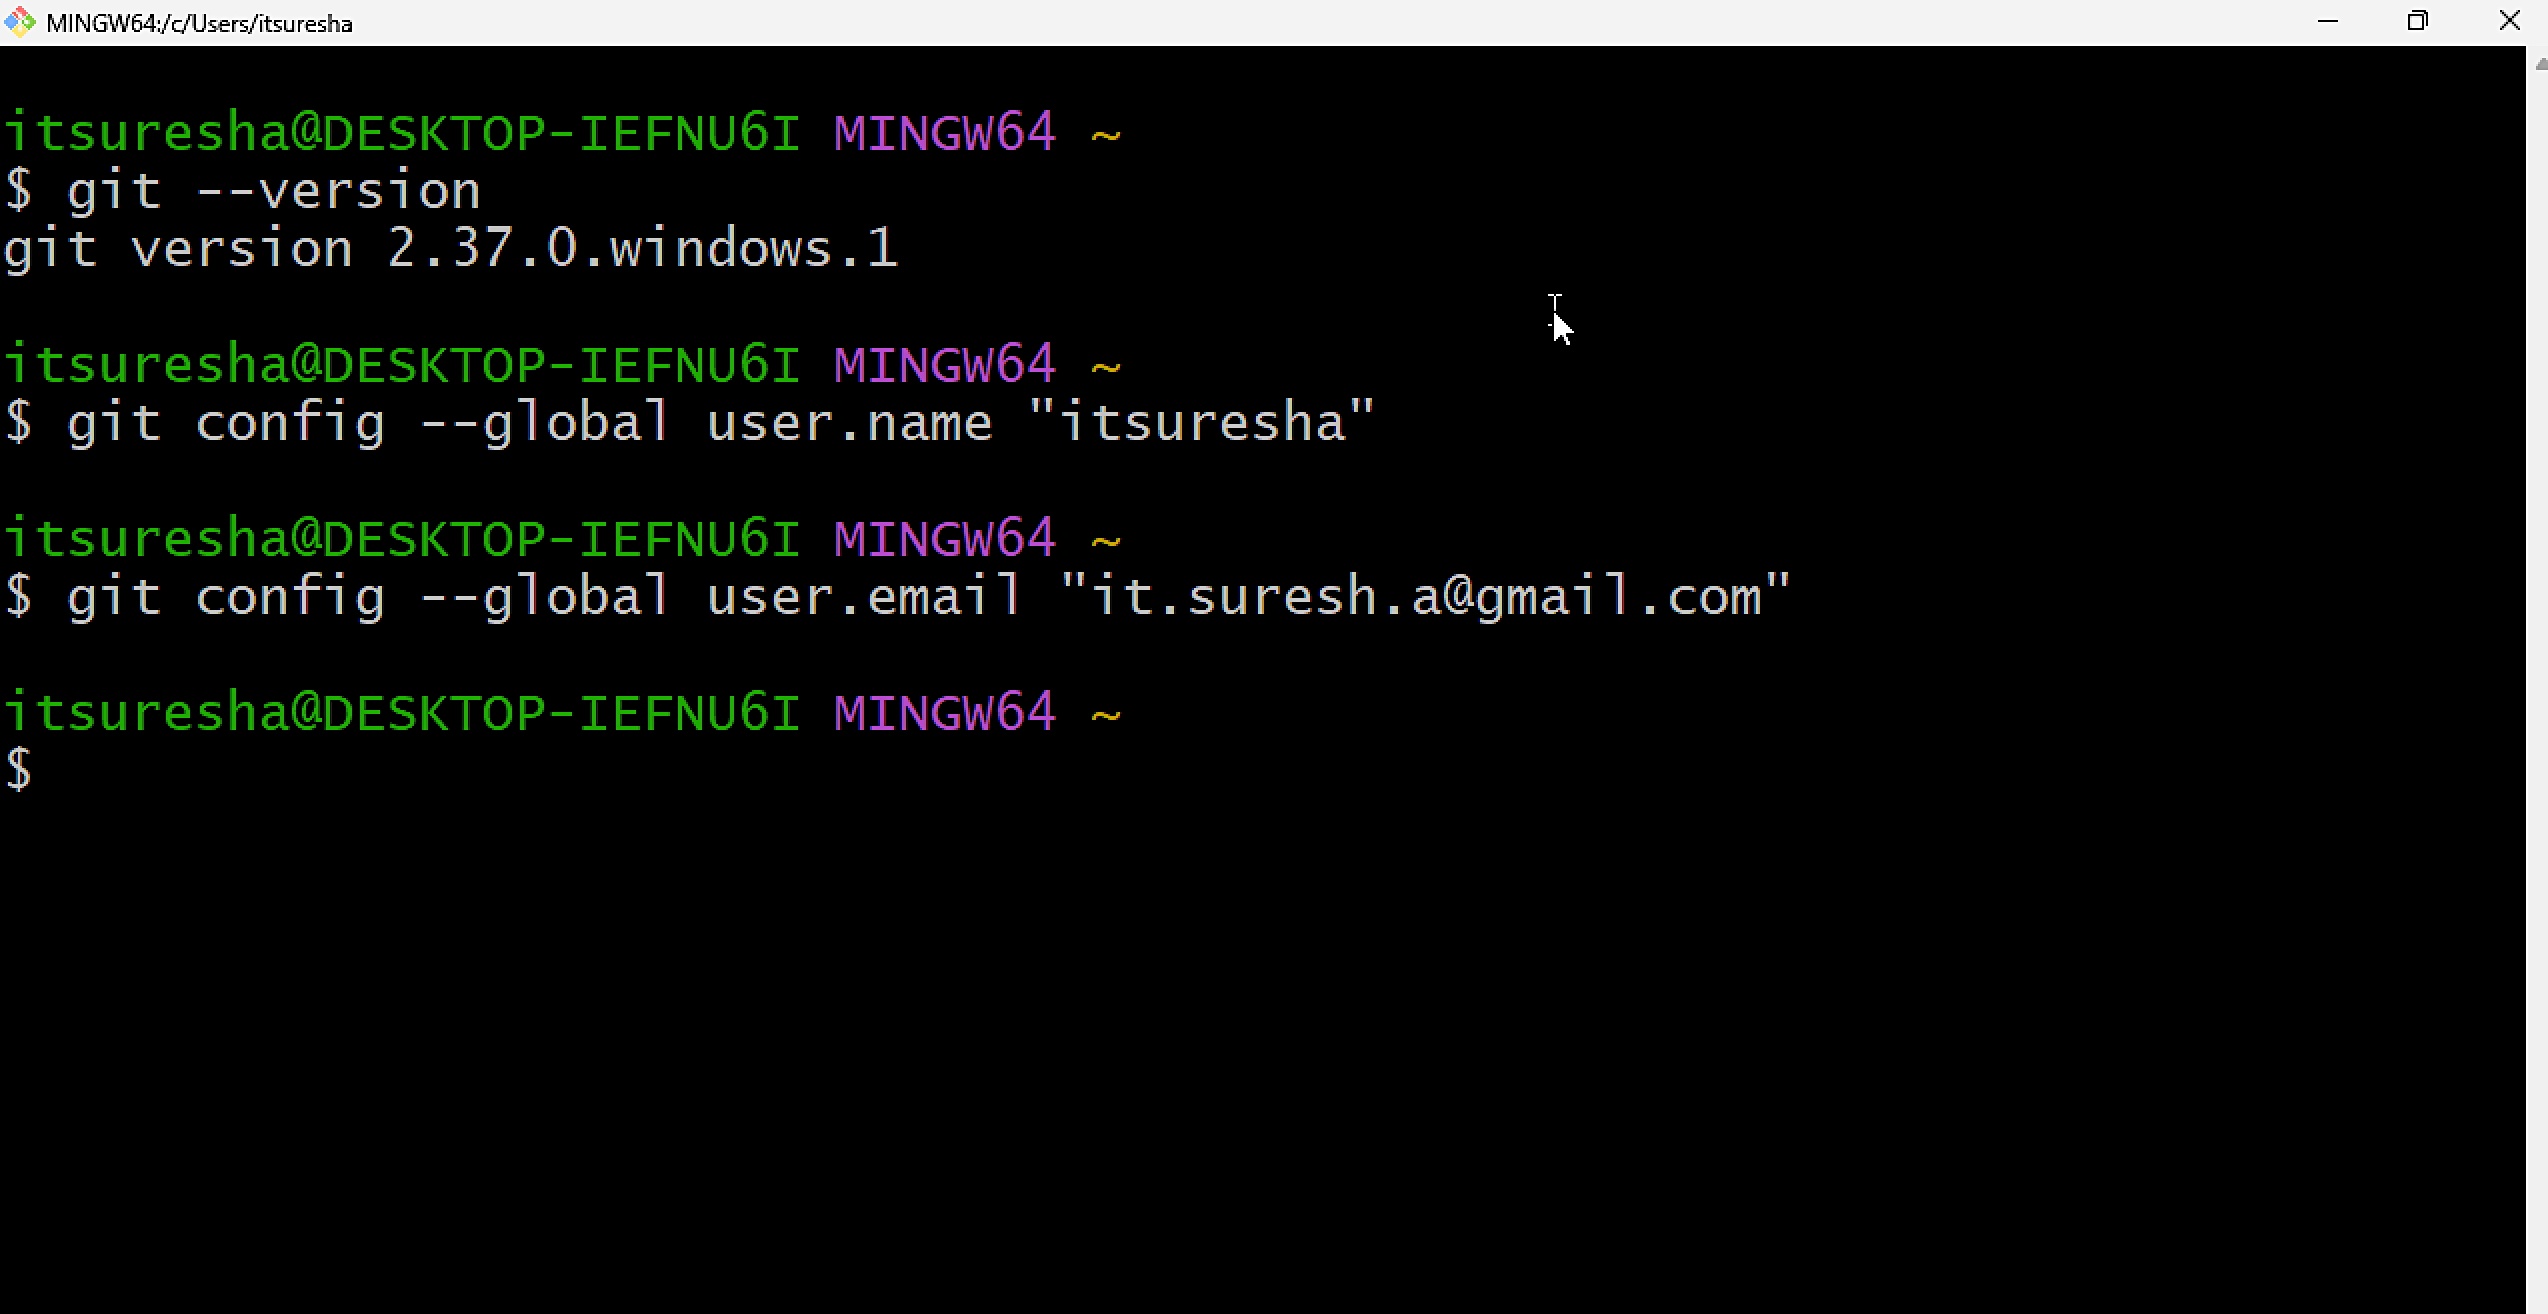 MINGW64:/c/Users/itsuresha
itsuresha@DESKTOP-IEFNU6I MINGW64 ~
$ git --version
git version 2.37.0.windows.1
itsuresha@DESKTOP-IEFNU6I MINGW64 ~
$ git config --global user.name "itsuresha"
itsuresha@DESKTOP-IEFNU6I MINGW64 ~
$ git config --global user.email "it.suresh.a@gmail.com"
itsuresha@DESKTOP-IEFNU6I MINGW64 ~
$